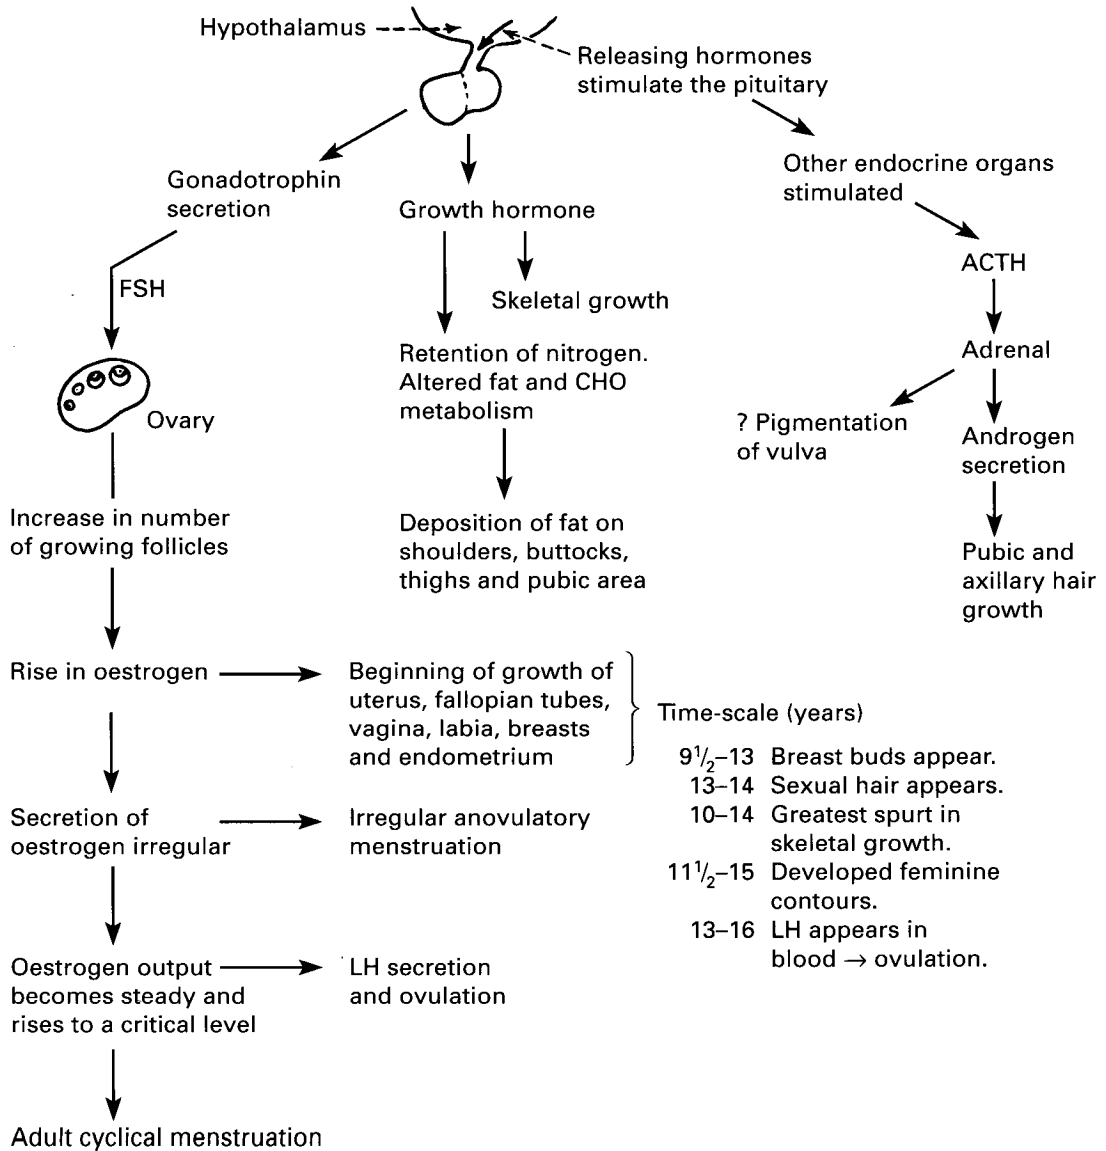 Hypothalamus
Releasing hormones
stimulate the pituitary
Gonadotrophin
secretion
Growth hormone
Other endocrine organs
stimulated
FSH
Skeletal growth
ACTH
Retention of nitrogen.
Altered fat and CHO
metabolism
Adrenal
Ovary
? Pigmentation
of vulva
Androgen
secretion
Increase in number
of growing follicles
Deposition of fat on
shoulders, buttocks,
thighs and pubic area
Pubic and
axillary hair
growth
Rise in oestrogen
Beginning of growth of
uterus, fallopian tubes,
vagina, labia, breasts
and endometrium
Time-scale (years)
9½–13 Breast buds appear.
13–14 Sexual hair appears.
10–14 Greatest spurt in
skeletal growth.
11½–15 Developed feminine
contours.
13–16 LH appears in
blood → ovulation.
Secretion of
oestrogen irregular
Irregular anovulatory
menstruation
Oestrogen output
becomes steady and
rises to a critical level
LH secretion
and ovulation
Adult cyclical menstruation